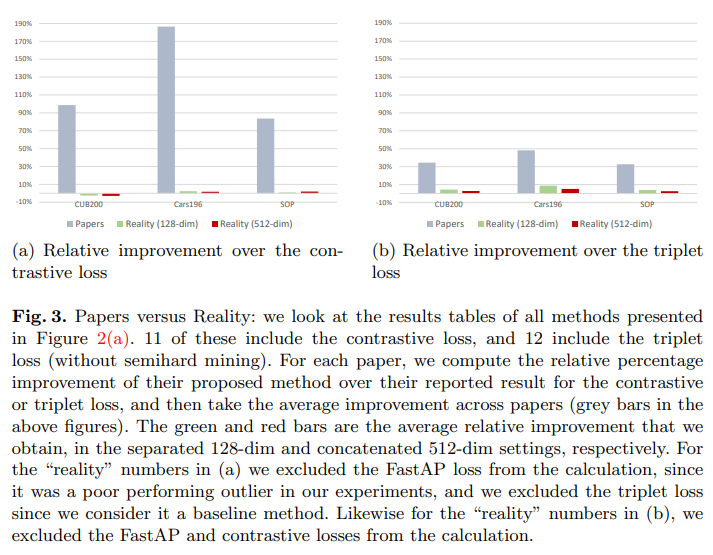 190%
170%
150%
130%
110%
90%
70%
50%
30%
10%
-10%
CUB200 Cars196 SOP
Papers Reality (128-dim) Reality (512-dim)
190%
170%
150%
130%
110%
90%
70%
50%
30%
10%
-10%
CUB200 Cars196 SOP
Papers Reality (128-dim) Reality (512-dim)
(a) Relative improvement over the con-
trastive loss
(b) Relative improvement over the triplet
loss
Fig. 3. Papers versus Reality: we look at the results tables of all methods presented
in Figure 2(a). 11 of these include the contrastive loss, and 12 include the triplet
loss (without semihard mining). For each paper, we compute the relative percentage
improvement of their proposed method over their reported result for the contrastive
or triplet loss, and then take the average improvement across papers (grey bars in the
above figures). The green and red bars are the average relative improvement that we
obtain, in the separated 128-dim and concatenated 512-dim settings, respectively. For
the “reality” numbers in (a) we excluded the FastAP loss from the calculation, since
it was a poor performing outlier in our experiments, and we excluded the triplet loss
since we consider it a baseline method. Likewise for the “reality” numbers in (b), we
excluded the FastAP and contrastive losses from the calculation.